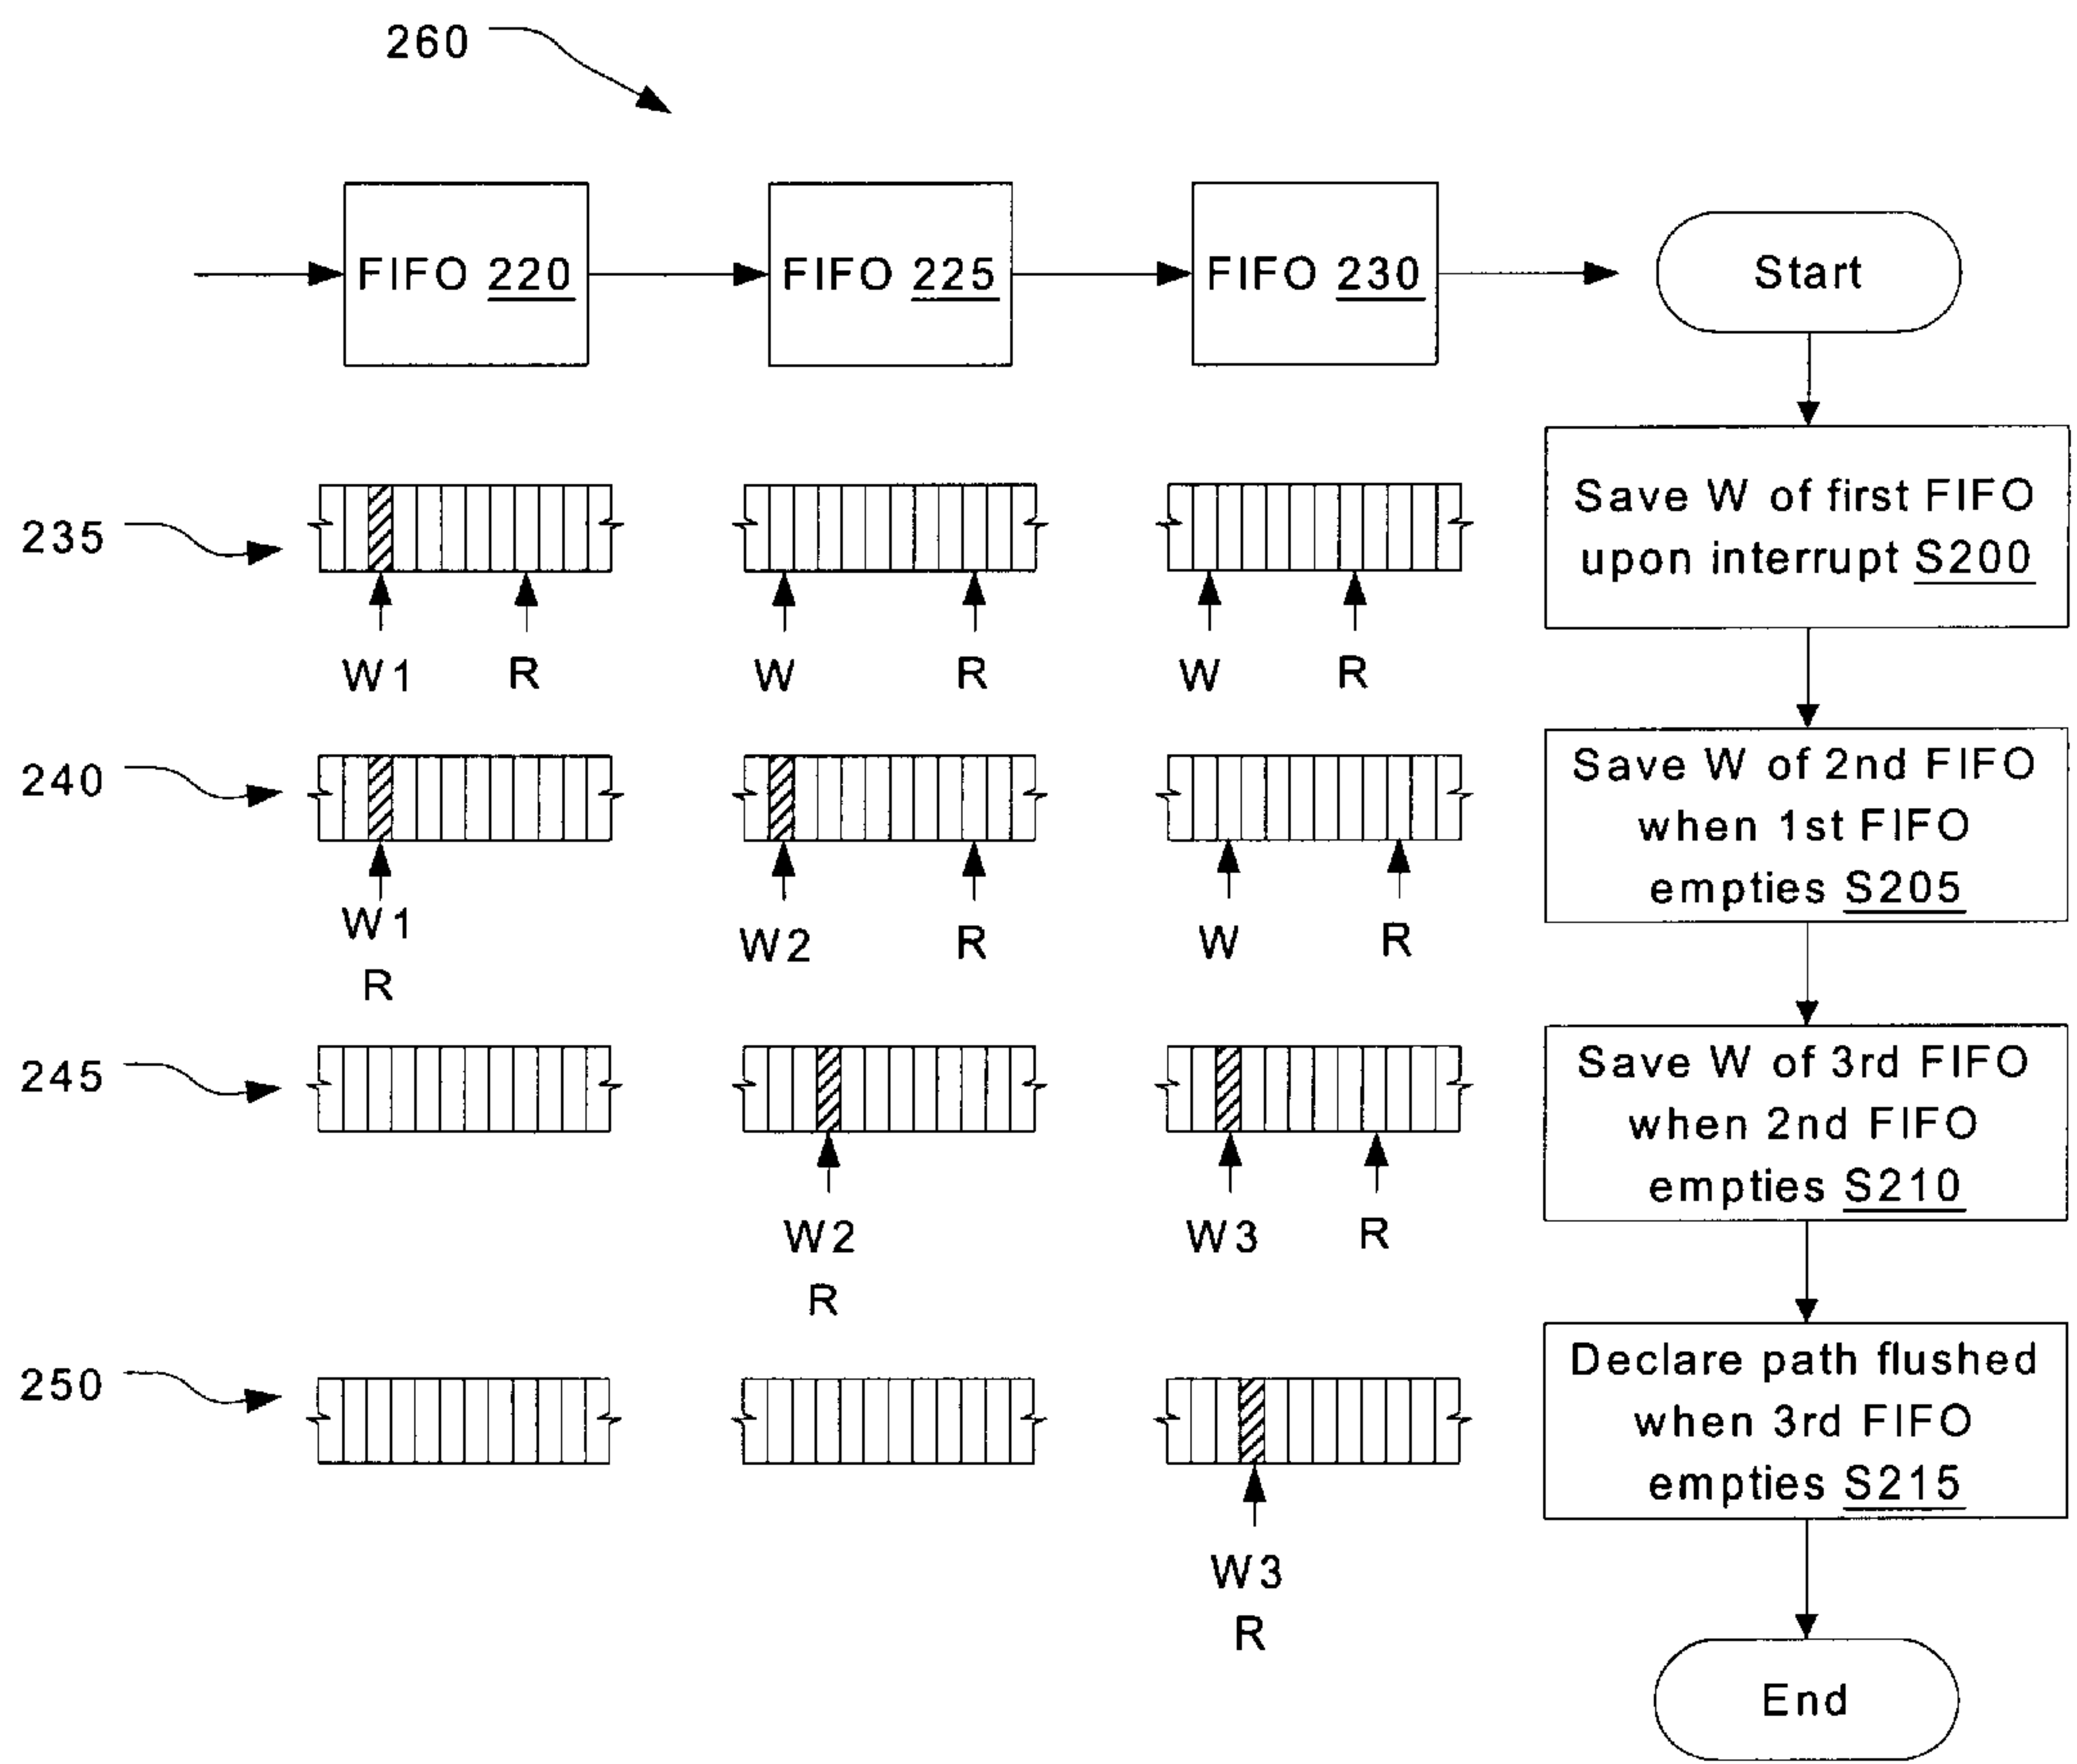 260
FIFO 220
FIFO 225
FIFO 230
Start
235
W1
R
W
R
W
R
Save W of first FIFO
upon interrupt S200
240
W1
R
W2
R
W
R
Save W of 2nd FIFO
when 1st FIFO
empties S205
245
W2
R
W3
R
Save W of 3rd FIFO
when 2nd FIFO
empties S210
250
W3
R
Declare path flushed
when 3rd FIFO
empties S215
End